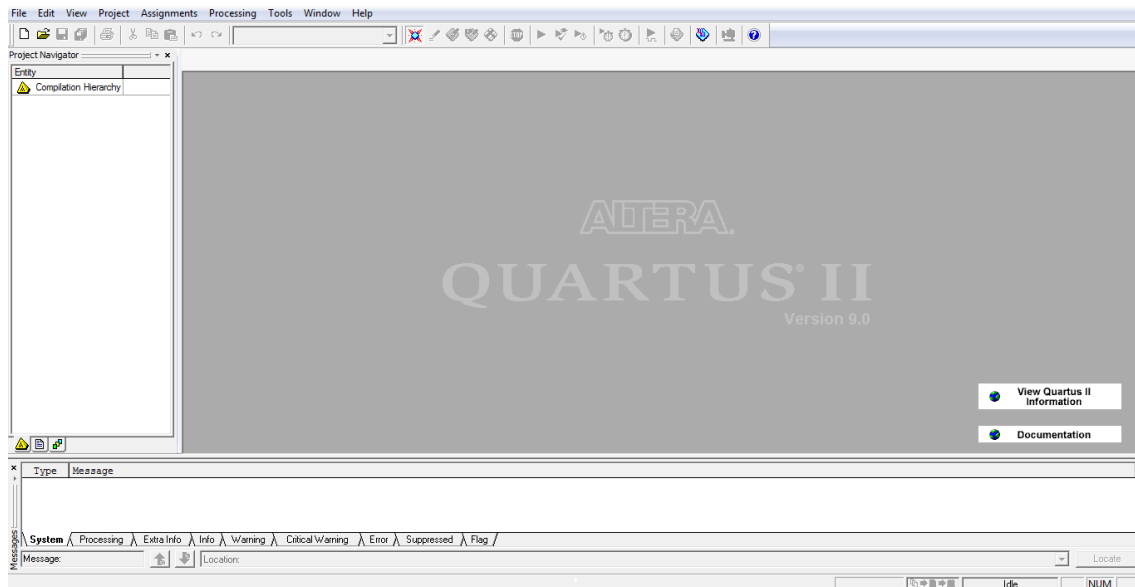 File Edit View Project Assignments Processing Tools Window Help
Project Navigator
Entity
Compilation Hierarchy
ALTERA.
QUARTUS® II
Version 9.0
View Quartus II
Information
Documentation
Type Message
Messages
System Processing Extra Info Info Warning Critical Warning Error Suppressed Flag
Message: Location: Locate
Idle NUM